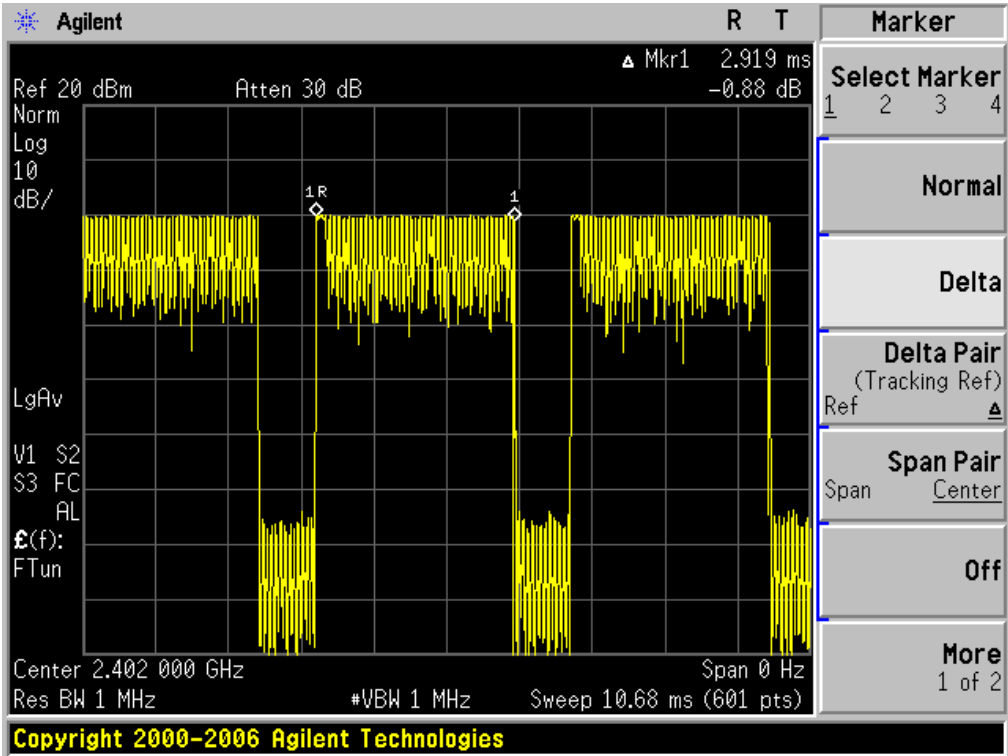 Agilent
R T
Marker
Δ Mkr1 2.919 ms
Ref 20 dBm Atten 30 dB -0.88 dB
Norm
Log
10
dB/
1R
1
LgAv
V1 S2
S3 FC
AL
£(f):
FTun
Center 2.402 000 GHz Span 0 Hz
Res BW 1 MHz #VBW 1 MHz Sweep 10.68 ms (601 pts)
Copyright 2000-2006 Agilent Technologies
Select Marker
1 2 3 4
Normal
Delta
Delta Pair
(Tracking Ref)
Ref Δ
Span Pair
Span Center
Off
More
1 of 2